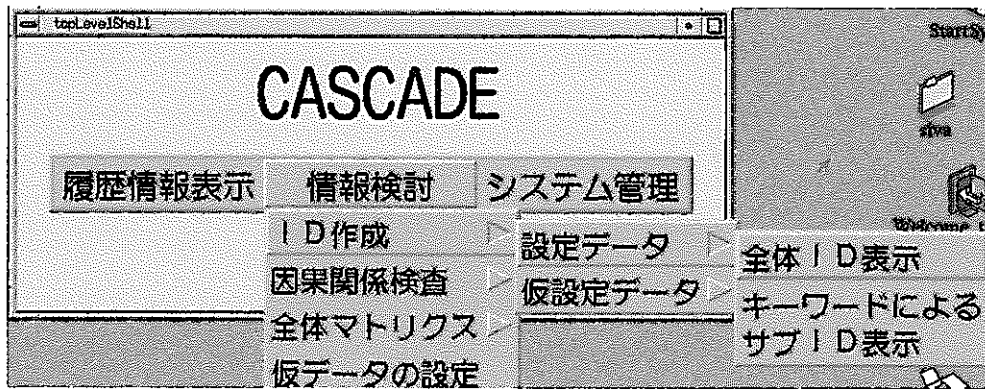 topLevelShell
CASCADE
履歴情報表示 情報検討 システム管理
ID作成
因果関係検査
全体マトリクス
仮データの設定
設定データ
仮設定データ
全体ID表示
キーワードによる
サブID表示
StartSy
siva
Welcome t